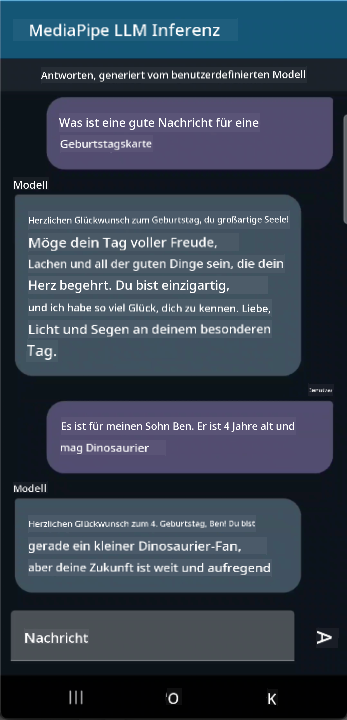 MediaPipe LLM Inferenz
Antworten, generiert vom benutzerdefinierten Modell
Was ist eine gute Nachricht für eine
Geburtstagskarte
Modell
Herzlichen Glückwunsch zum Geburtstag, du großartige Seele!
Möge dein Tag voller Freude,
Lachen und all der guten Dinge sein, die dein
Herz begehrt. Du bist einzigartig,
und ich habe so viel Glück, dich zu kennen. Liebe,
Licht und Segen an deinem besonderen
Tag.
Benutzer
Es ist für meinen Sohn Ben. Er ist 4 Jahre alt und
mag Dinosaurier
Modell
Herzlichen Glückwunsch zum 4. Geburtstag, Ben! Du bist
gerade ein kleiner Dinosaurier-Fan,
aber deine Zukunft ist weit und aufregend
Nachricht